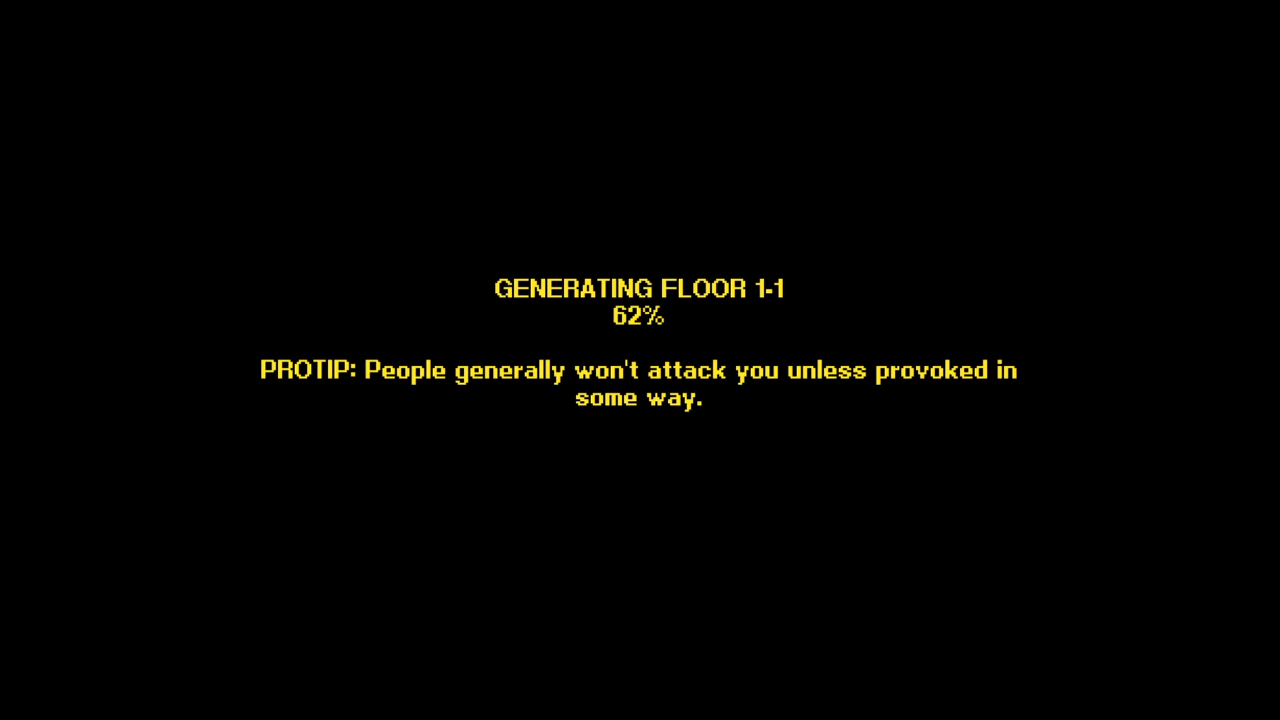 GENERATING FLOOR 1-1
62%
PROTIP: People generally won't attack you unless provoked in
some way.